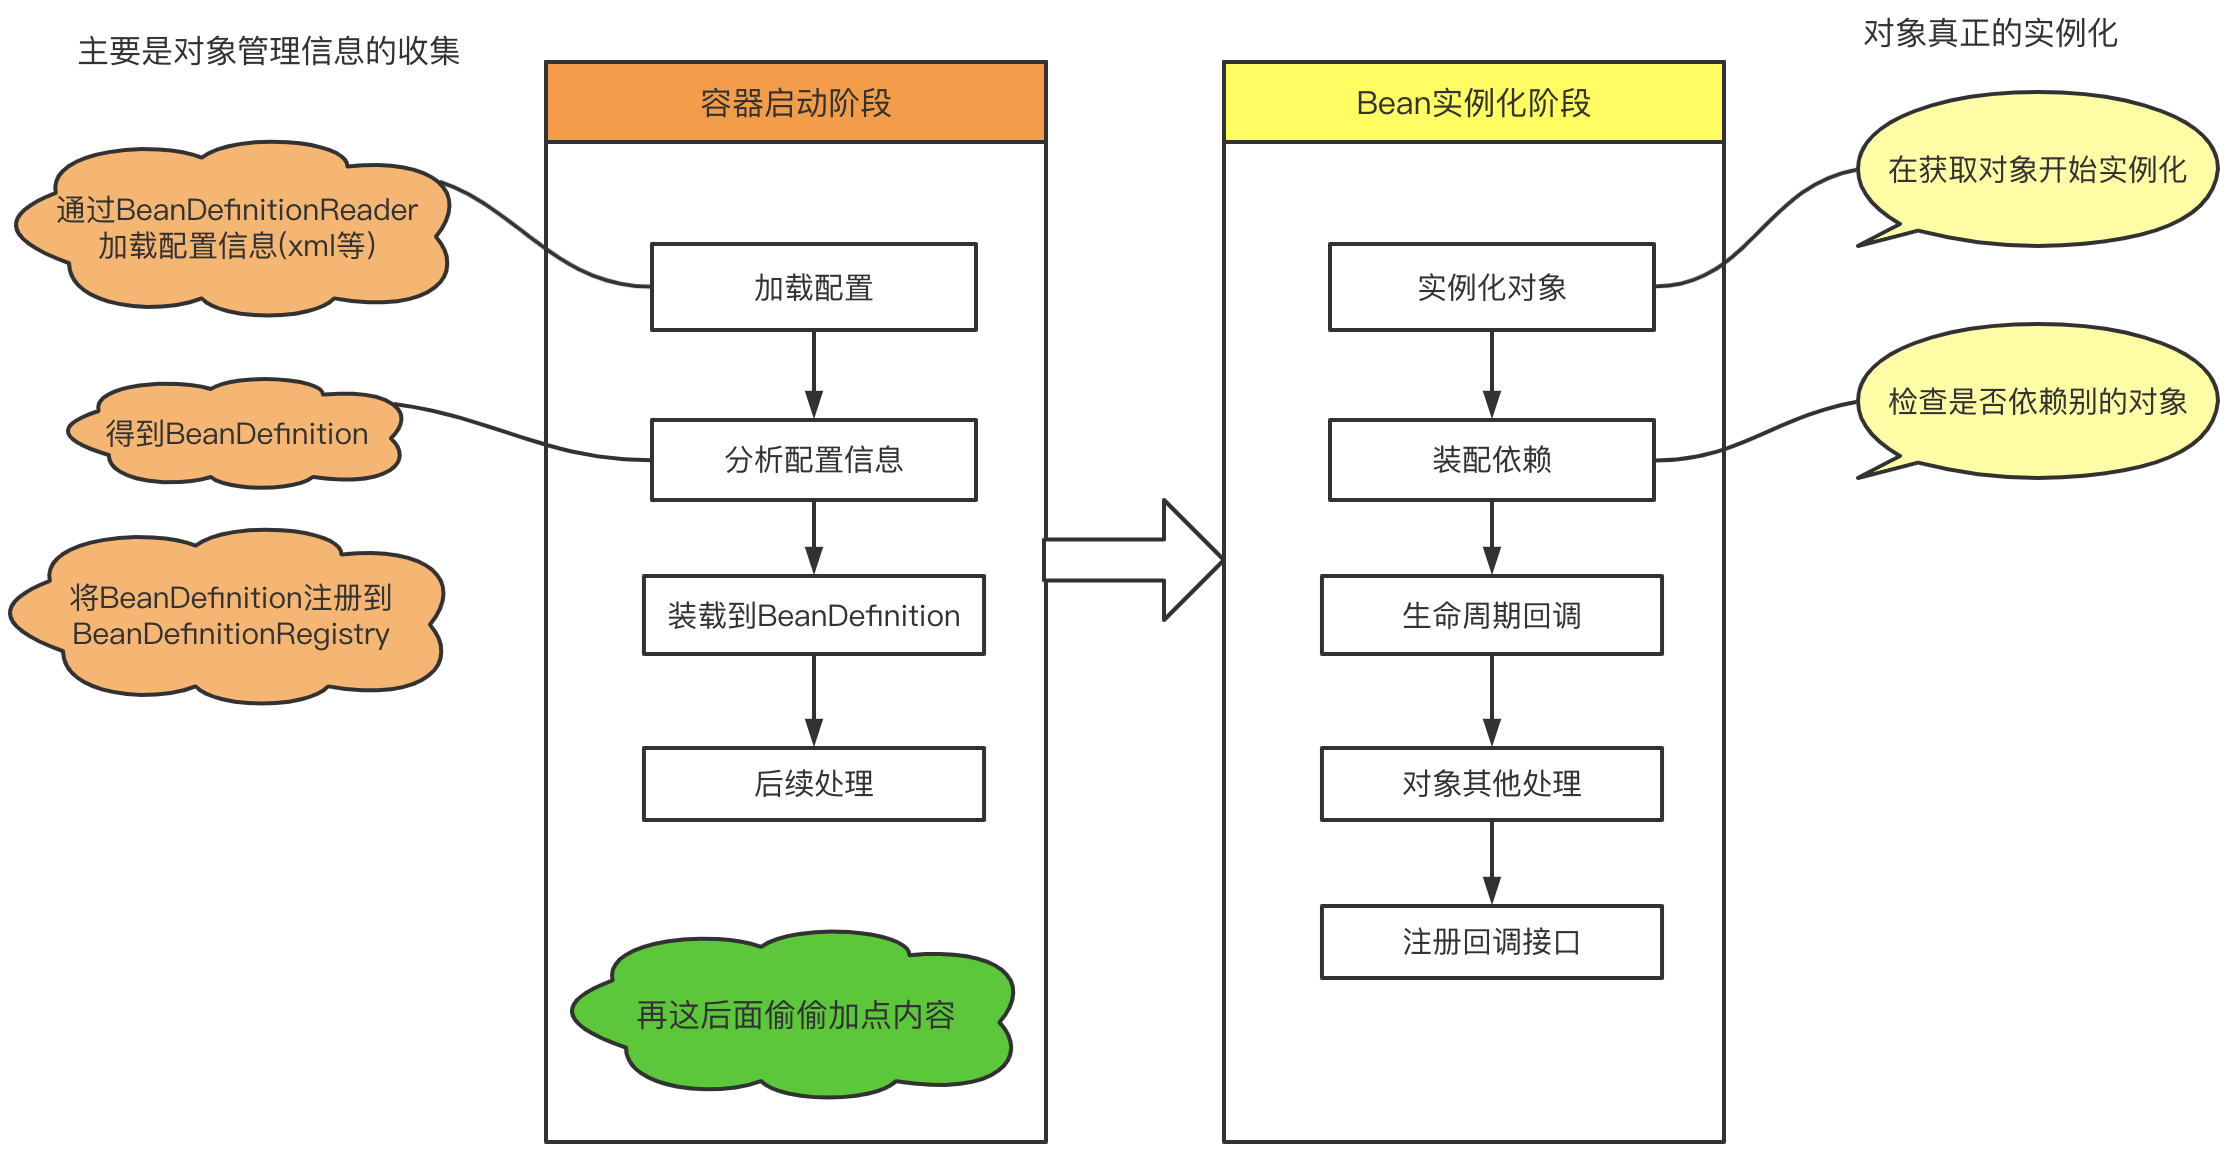 主要是对象管理信息的收集
对象真正的实例化
容器启动阶段
Bean实例化阶段
通过BeanDefinitionReader
加载配置信息(xml等)
得到BeanDefinition
将BeanDefinition注册到
BeanDefinitionRegistry
加载配置
分析配置信息
装载到BeanDefinition
后续处理
再这后面偷偷加点内容
实例化对象
装配依赖
生命周期回调
对象其他处理
注册回调接口
在获取对象开始实例化
检查是否依赖别的对象